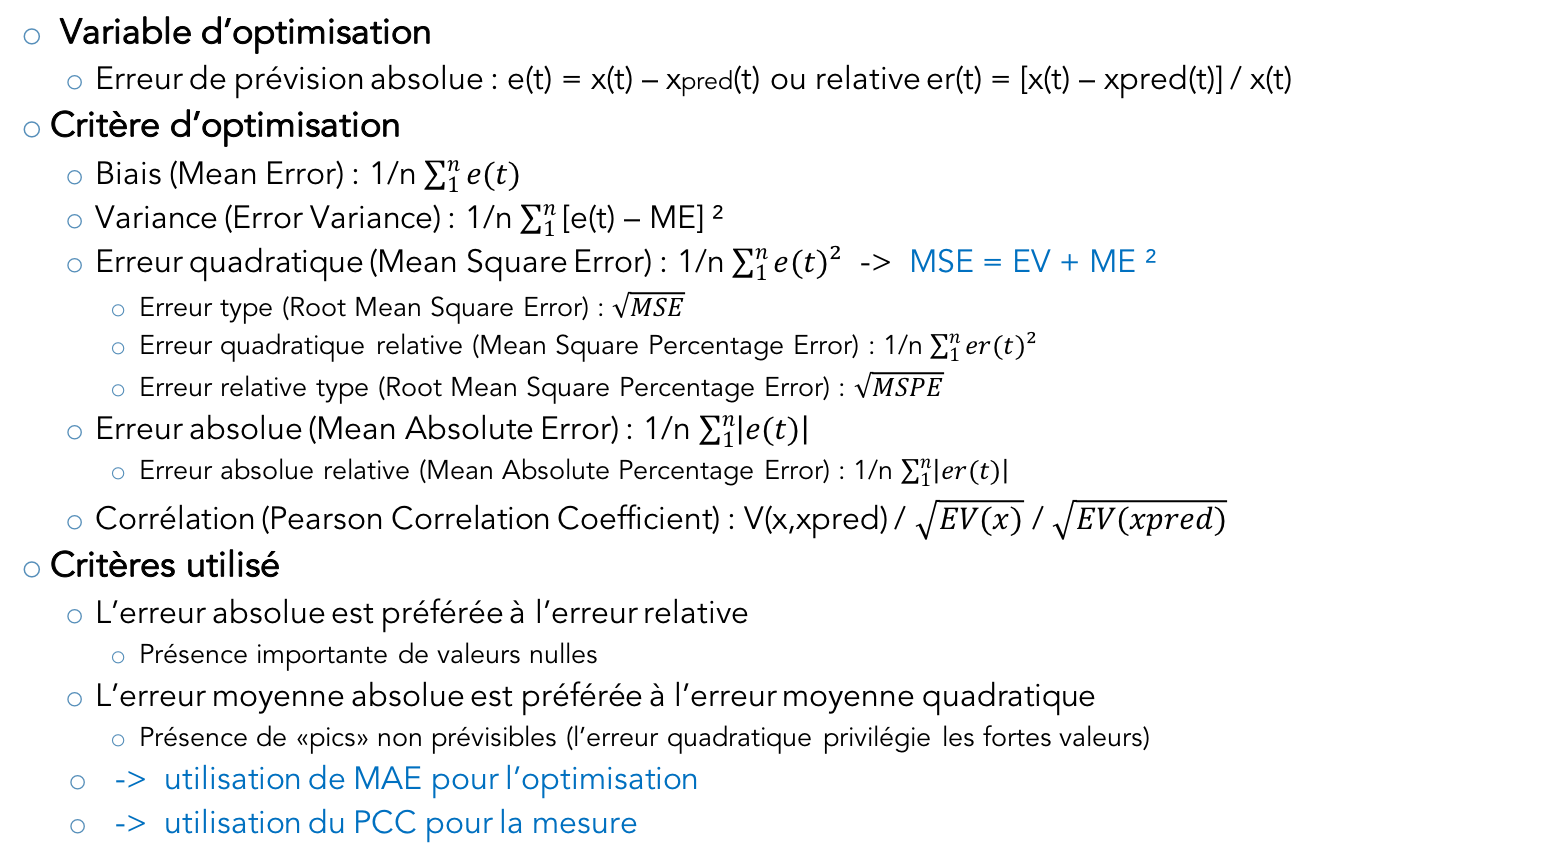 Variable d’optimisation
Erreur de prévision absolue : e(t) = x(t) – xpred(t) ou relative er(t) = [x(t) – xpred(t)] / x(t)
Critère d’optimisation
Biais (Mean Error) : 1/n ∑₁ⁿ e(t)
Variance (Error Variance) : 1/n ∑₁ⁿ [e(t) – ME] ²
Erreur quadratique (Mean Square Error) : 1/n ∑₁ⁿ e(t)² -> MSE = EV + ME ²
Erreur type (Root Mean Square Error) : √MSE
Erreur quadratique relative (Mean Square Percentage Error) : 1/n ∑₁ⁿ er(t)²
Erreur relative type (Root Mean Square Percentage Error) : √MSPE
Erreur absolue (Mean Absolute Error) : 1/n ∑₁ⁿ|e(t)|
Erreur absolue relative (Mean Absolute Percentage Error) : 1/n ∑₁ⁿ|er(t)|
Corrélation (Pearson Correlation Coefficient) : V(x,xpred) / √EV(x) / √EV(xpred)
Critères utilisé
L’erreur absolue est préférée à l’erreur relative
Présence importante de valeurs nulles
L’erreur moyenne absolue est préférée à l’erreur moyenne quadratique
Présence de «pics» non prévisibles (l’erreur quadratique privilégie les fortes valeurs)
-> utilisation de MAE pour l’optimisation
-> utilisation du PCC pour la mesure